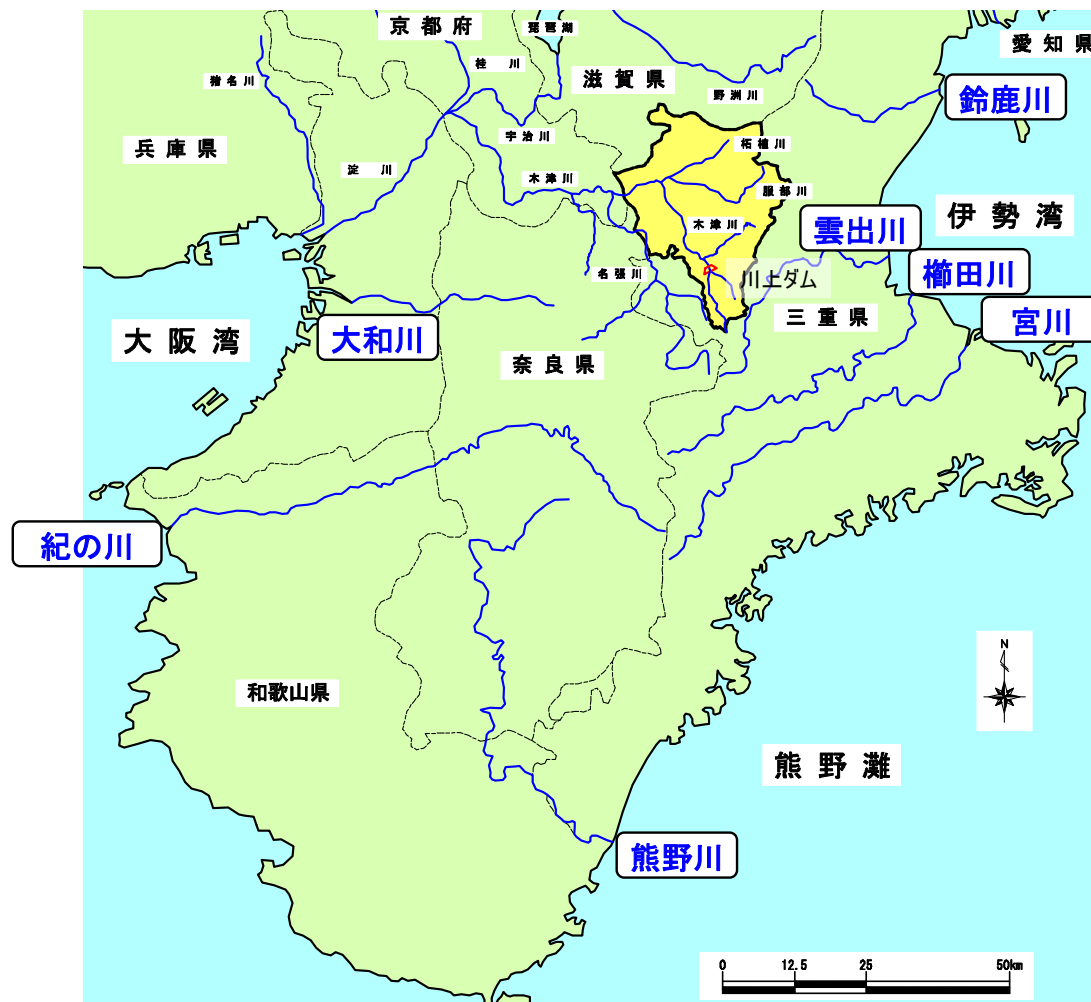 京都府
琵琶湖
愛知県
桂川
滋賀県
猪名川
野洲川
鈴鹿川
宇治川
柘植川
兵庫県
淀川
木津川
服部川
伊勢湾
木津川
雲出川
名張川
櫛田川
川上ダム
三重県
宮川
大阪湾
大和川
奈良県
紀の川
N
和歌山県
熊野灘
熊野川
0 12.5 25 50km